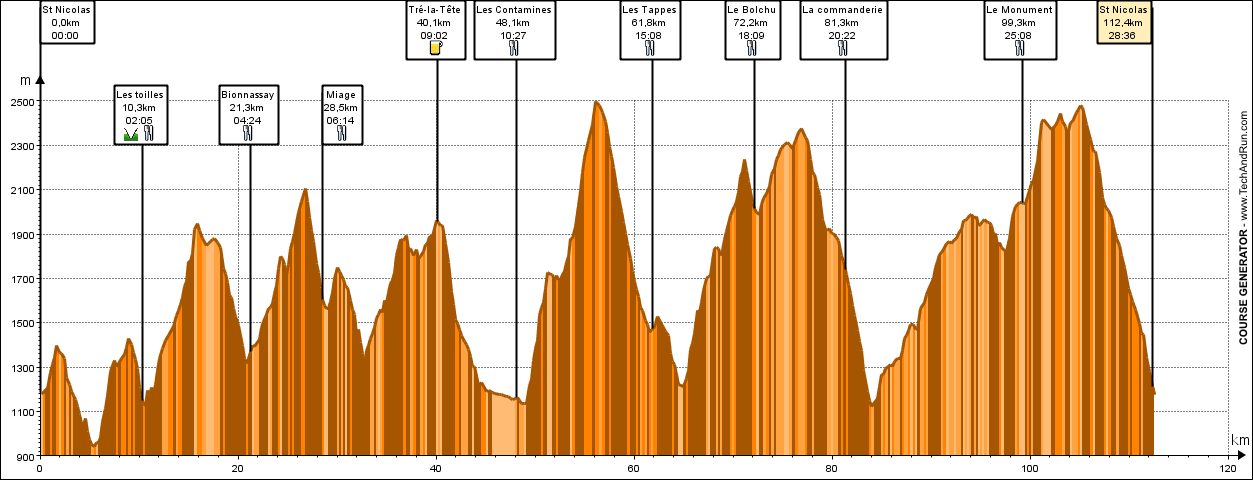 St Nicolas
0,0km
00:00
Les toilles
10,3km
02:05
Bionnassay
21,3km
04:24
Miage
28,5km
06:14
Tré-la-Tête
40,1km
09:02
Les Contamines
48,1km
10:27
Les Tappes
61,8km
15:08
Le Bolchu
72,2km
18:09
La commanderie
81,3km
20:22
Le Monument
99,3km
25:08
St Nicolas
112,4km
28:36
m
2500
2300
2100
1900
1700
1500
1300
1100
900
0
20
40
60
80
100
120
km
COURSE GENERATOR - www.TechAndRun.com